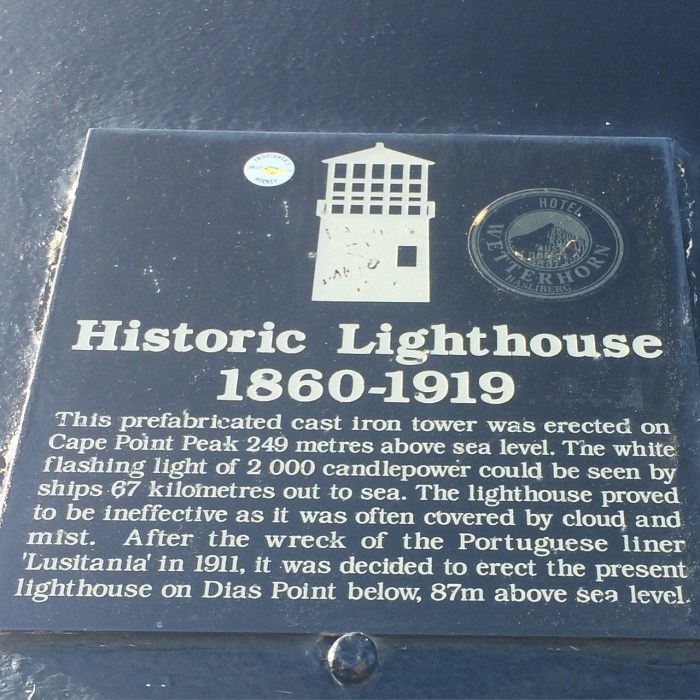 HOTEL
WETTERHORN
HASLIBERG
Historic Lighthouse
1860-1919
This prefabricated cast iron tower was erected on
Cape Point Peak 249 metres above sea level. The white
flashing light of 2 000 candlepower could be seen by
ships 67 kilometres out to sea. The lighthouse proved
to be ineffective as it was often covered by cloud and
mist. After the wreck of the Portuguese liner
'Lusitania' in 1911, it was decided to erect the present
lighthouse on Dias Point below, 87m above sea level.